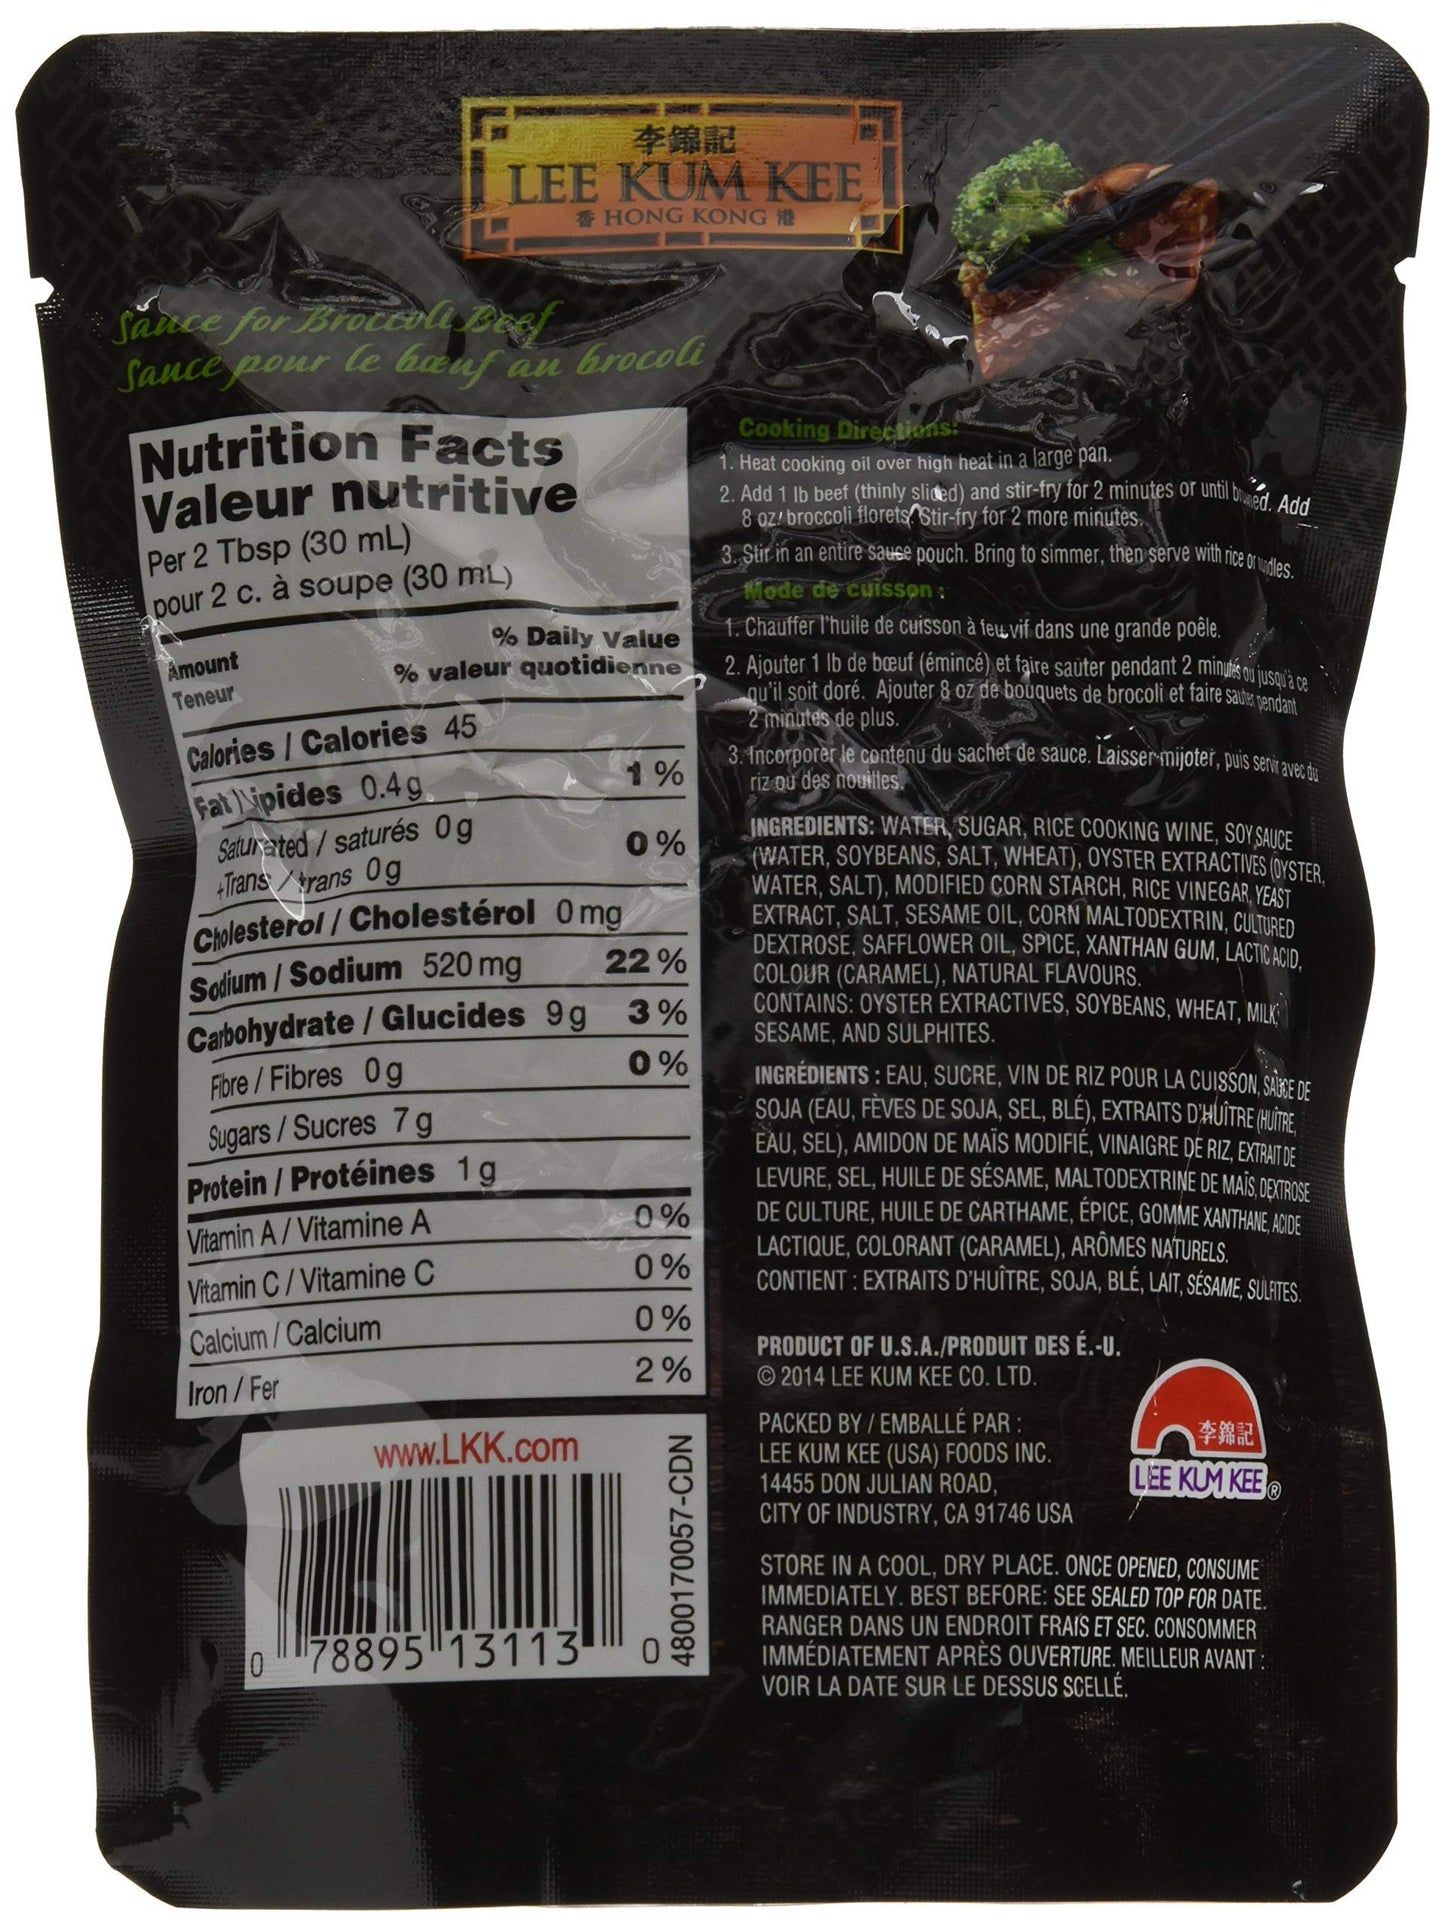 李錦記
LEE KUM KEE
香 HONG KONG 港
Sauce for Broccoli Beef
Sauce pour le bœuf au brocoli
Nutrition Facts
Valeur nutritive
Per 2 Tbsp (30 mL)
pour 2 c. à soupe (30 mL)
Amount
Teneur
% Daily Value
% valeur quotidienne
Calories / Calories 45
Fat / Lipides 0.4 g 1 %
Saturated / saturés 0 g
+Trans / trans 0 g 0 %
Cholesterol / Cholestérol 0 mg
Sodium / Sodium 520 mg 22 %
Carbohydrate / Glucides 9 g 3 %
Fibre / Fibres 0 g 0 %
Sugars / Sucres 7 g
Protein / Protéines 1 g
Vitamin A / Vitamine A 0 %
Vitamin C / Vitamine C 0 %
Calcium / Calcium 0 %
Iron / Fer 2 %
www.LKK.com
0 78895 13113 0
4800170057-CDN
Cooking Directions:
1. Heat cooking oil over high heat in a large pan.
2. Add 1 lb beef (thinly sliced) and stir-fry for 2 minutes or until browned. Add
8 oz broccoli florets. Stir-fry for 2 more minutes.
3. Stir in an entire sauce pouch. Bring to simmer, then serve with rice or noodles.
Mode de cuisson :
1. Chauffer l'huile de cuisson à feu vif dans une grande poêle.
2. Ajouter 1 lb de bœuf (émincé) et faire sauter pendant 2 minutes ou jusqu'à ce
qu'il soit doré. Ajouter 8 oz de bouquets de brocoli et faire sauter pendant
2 minutes de plus.
3. Incorporer le contenu du sachet de sauce. Laisser mijoter, puis servir avec du
riz ou des nouilles.
INGREDIENTS: WATER, SUGAR, RICE COOKING WINE, SOY SAUCE
(WATER, SOYBEANS, SALT, WHEAT), OYSTER EXTRACTIVES (OYSTER,
WATER, SALT), MODIFIED CORN STARCH, RICE VINEGAR, YEAST
EXTRACT, SALT, SESAME OIL, CORN MALTODEXTRIN, CULTURED
DEXTROSE, SAFFLOWER OIL, SPICE, XANTHAN GUM, LACTIC ACID,
COLOUR (CARAMEL), NATURAL FLAVOURS.
CONTAINS: OYSTER EXTRACTIVES, SOYBEANS, WHEAT, MILK,
SESAME, AND SULPHITES.
INGRÉDIENTS : EAU, SUCRE, VIN DE RIZ POUR LA CUISSON, SAUCE DE
SOJA (EAU, FÈVES DE SOJA, SEL, BLÉ), EXTRAITS D'HUÎTRE (HUÎTRE,
EAU, SEL), AMIDON DE MAÏS MODIFIÉ, VINAIGRE DE RIZ, EXTRAIT DE
LEVURE, SEL, HUILE DE SÉSAME, MALTODEXTRINE DE MAÏS, DEXTROSE
DE CULTURE, HUILE DE CARTHAME, ÉPICE, GOMME XANTHANE, ACIDE
LACTIQUE, COLORANT (CARAMEL), ARÔMES NATURELS.
CONTIENT : EXTRAITS D'HUÎTRE, SOJA, BLÉ, LAIT, SÉSAME, SULFITES.
PRODUCT OF U.S.A./PRODUIT DES É.-U.
© 2014 LEE KUM KEE CO. LTD.
PACKED BY / EMBALLÉ PAR :
LEE KUM KEE (USA) FOODS INC.
14455 DON JULIAN ROAD,
CITY OF INDUSTRY, CA 91746 USA
李錦記
LEE KUM KEE ®
STORE IN A COOL, DRY PLACE. ONCE OPENED, CONSUME
IMMEDIATELY. BEST BEFORE: SEE SEALED TOP FOR DATE.
RANGER DANS UN ENDROIT FRAIS ET SEC. CONSOMMER
IMMÉDIATEMENT APRÈS OUVERTURE. MEILLEUR AVANT :
VOIR LA DATE SUR LE DESSUS SCELLÉ.